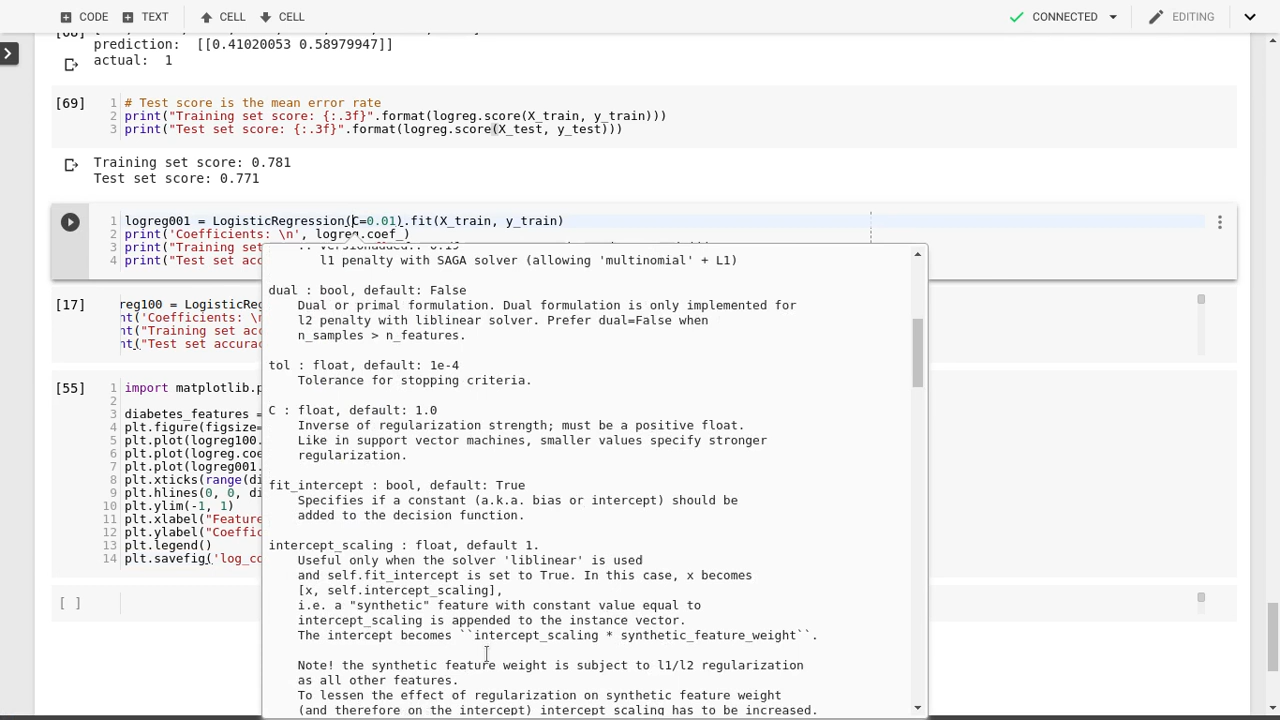 CODE TEXT CELL CELL CONNECTED EDITING
prediction:  [[0.41020053 0.58979947]]
actual:  1
[69]
1 # Test score is the mean error rate
2 print("Training set score: {:.3f}".format(logreg.score(X_train, y_train)))
3 print("Test set score: {:.3f}".format(logreg.score(X_test, y_test)))
Training set score: 0.781
Test set score: 0.771
1 logreg001 = LogisticRegression(C=0.01).fit(X_train, y_train)
2 print('Coefficients: \n', logreg.coef_)
3 print("Training set
4 print("Test set acc
l1 penalty with SAGA solver (allowing 'multinomial' + L1)
dual : bool, default: False
Dual or primal formulation. Dual formulation is only implemented for
l2 penalty with liblinear solver. Prefer dual=False when
n_samples > n_features.
tol : float, default: 1e-4
Tolerance for stopping criteria.
C : float, default: 1.0
Inverse of regularization strength; must be a positive float.
Like in support vector machines, smaller values specify stronger
regularization.
fit_intercept : bool, default: True
Specifies if a constant (a.k.a. bias or intercept) should be
added to the decision function.
intercept_scaling : float, default 1.
Useful only when the solver 'liblinear' is used
and self.fit_intercept is set to True. In this case, x becomes
[x, self.intercept_scaling],
i.e. a "synthetic" feature with constant value equal to
intercept_scaling is appended to the instance vector.
The intercept becomes ``intercept_scaling * synthetic_feature_weight``.
Note! the synthetic feature weight is subject to l1/l2 regularization
as all other features.
To lessen the effect of regularization on synthetic feature weight
(and therefore on the intercept) intercept_scaling has to be increased.
[17]
reg100 = LogisticReg
nt('Coefficients: \n
nt("Training set acc
nt("Test set accurac
[55]
1 import matplotlib.p
2
3 diabetes_features =
4 plt.figure(figsize=
5 plt.plot(logreg100.
6 plt.plot(logreg.coe
7 plt.plot(logreg001.
8 plt.xticks(range(di
9 plt.hlines(0, 0, di
10 plt.ylim(-1, 1)
11 plt.xlabel("Feature
12 plt.ylabel("Coeffic
13 plt.legend()
14 plt.savefig('log_co
[ ]